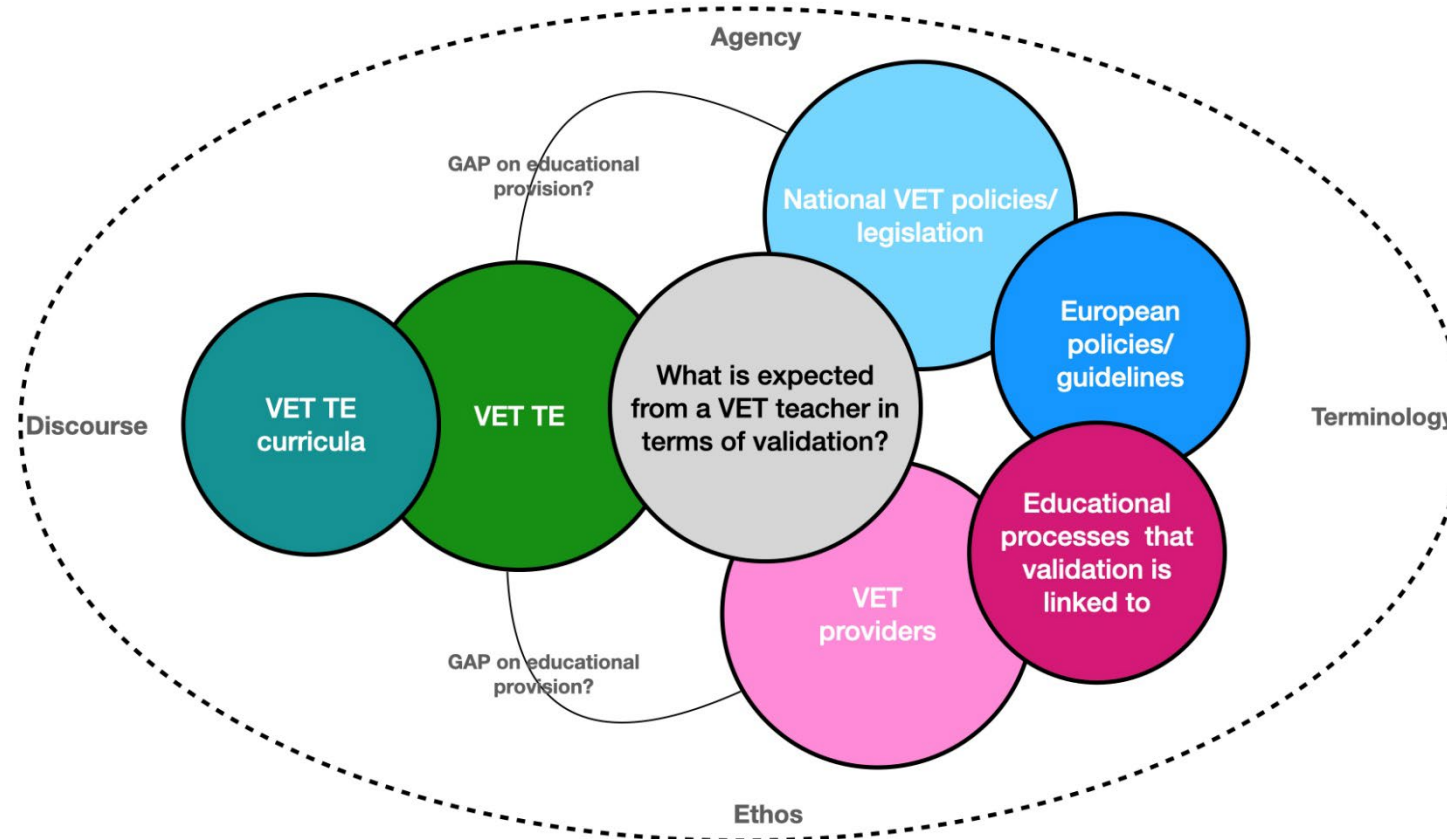 Agency
GAP on educational
provision?
National VET policies/
legislation
European
policies/
guidelines
Discourse
VET TE
curricula
VET TE
What is expected
from a VET teacher in
terms of validation?
Terminology
Educational
processes that
validation is
linked to
VET
providers
GAP on educational
provision?
Ethos